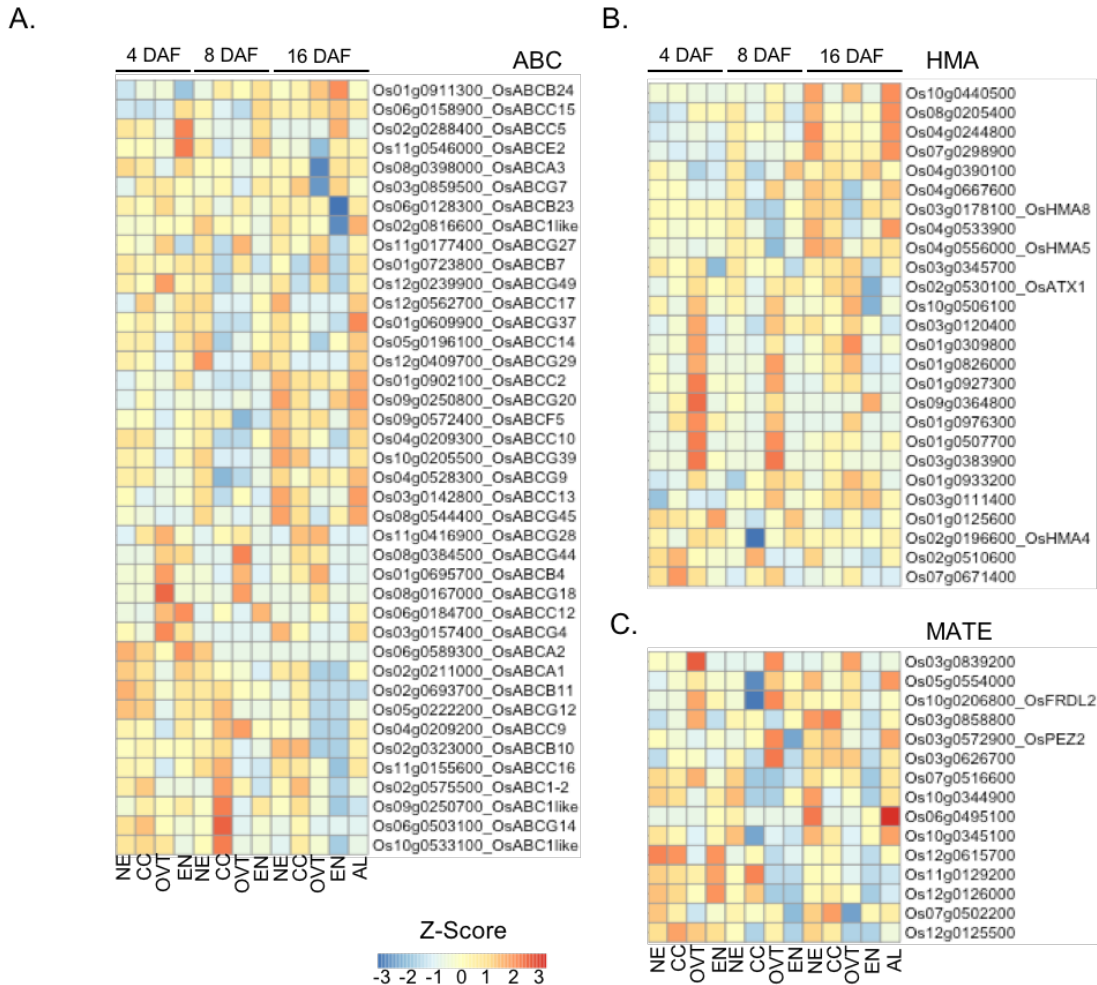 A.
4 DAF 8 DAF 16 DAF
ABC
Os01g0911300_OsABCB24
Os06g0158900_OsABCC15
Os02g0288400_OsABCC5
Os11g0546000_OsABCE2
Os08g0398000_OsABCA3
Os03g0859500_OsABCG7
Os06g0128300_OsABCB23
Os02g0816600_OsABC1like
Os11g0177400_OsABCG27
Os01g0723800_OsABCB7
Os12g0239900_OsABCG49
Os12g0562700_OsABCC17
Os01g0609900_OsABCG37
Os05g0196100_OsABCC14
Os12g0409700_OsABCG29
Os01g0902100_OsABCC2
Os09g0250800_OsABCG20
Os09g0572400_OsABCF5
Os04g0209300_OsABCC10
Os10g0205500_OsABCG39
Os04g0528300_OsABCG9
Os03g0142800_OsABCC13
Os08g0544400_OsABCG45
Os11g0416900_OsABCG28
Os08g0384500_OsABCG44
Os01g0695700_OsABCB4
Os08g0167000_OsABCG18
Os06g0184700_OsABCC12
Os03g0157400_OsABCG4
Os06g0589300_OsABCA2
Os02g0211000_OsABCA1
Os02g0693700_OsABCB11
Os05g0222200_OsABCG12
Os04g0209200_OsABCC9
Os02g0323000_OsABCB10
Os11g0155600_OsABCC16
Os02g0575500_OsABC1-2
Os09g0250700_OsABC1like
Os06g0503100_OsABCG14
Os10g0533100_OsABC1like
NE CC OVT EN NE CC OVT EN NE CC OVT EN AL
Z-Score
-3 -2 -1 0 1 2 3
B.
4 DAF 8 DAF 16 DAF
HMA
Os10g0440500
Os08g0205400
Os04g0244800
Os07g0298900
Os04g0390100
Os04g0667600
Os03g0178100_OsHMA8
Os04g0533900
Os04g0556000_OsHMA5
Os03g0345700
Os02g0530100_OsATX1
Os10g0506100
Os03g0120400
Os01g0309800
Os01g0826000
Os01g0927300
Os09g0364800
Os01g0976300
Os01g0507700
Os03g0383900
Os01g0933200
Os03g0111400
Os01g0125600
Os02g0196600_OsHMA4
Os02g0510600
Os07g0671400
C.
MATE
Os03g0839200
Os05g0554000
Os10g0206800_OsFRDL2
Os03g0858800
Os03g0572900_OsPEZ2
Os03g0626700
Os07g0516600
Os10g0344900
Os06g0495100
Os10g0345100
Os12g0615700
Os11g0129200
Os12g0126000
Os07g0502200
Os12g0125500
NE CC OVT EN NE CC OVT EN NE CC OVT EN AL